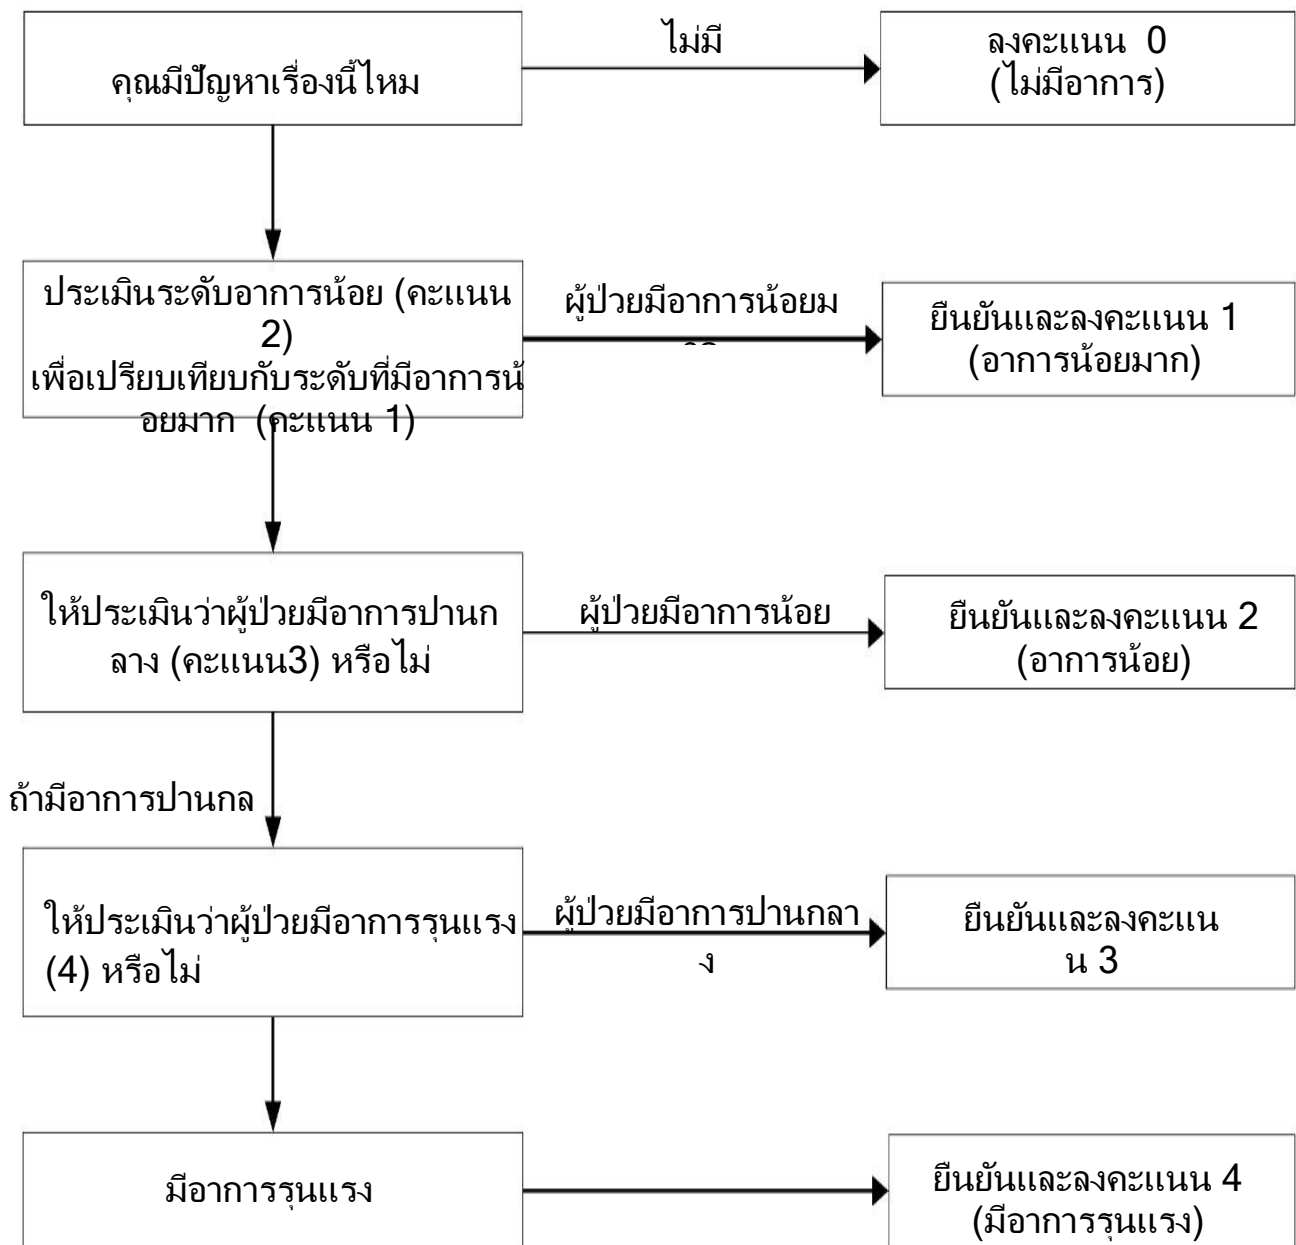 คุณมีปัญหาเรื่องนี้ไหม
ไม่มี
ลงคะแนน 0
(ไม่มีอาการ)
ประเมินระดับอาการน้อย (คะแนน
2)
เพื่อเปรียบเทียบกับระดับที่มีอาการน้
อยมาก (คะแนน 1)
ผู้ป่วยมีอาการน้อยม
ยืนยันและลงคะแนน 1
(อาการน้อยมาก)
ให้ประเมินว่าผู้ป่วยมีอาการปานก
ลาง (คะแนน3) หรือไม่
ผู้ป่วยมีอาการน้อย
ยืนยันและลงคะแนน 2
(อาการน้อย)
ถ้ามีอาการปานกล
ให้ประเมินว่าผู้ป่วยมีอาการรุนแรง
(4) หรือไม่
ผู้ป่วยมีอาการปานกลา
ง
ยืนยันและลงคะแน
น 3
มีอาการรุนแรง
ยืนยันและลงคะแนน 4
(มีอาการรุนแรง)